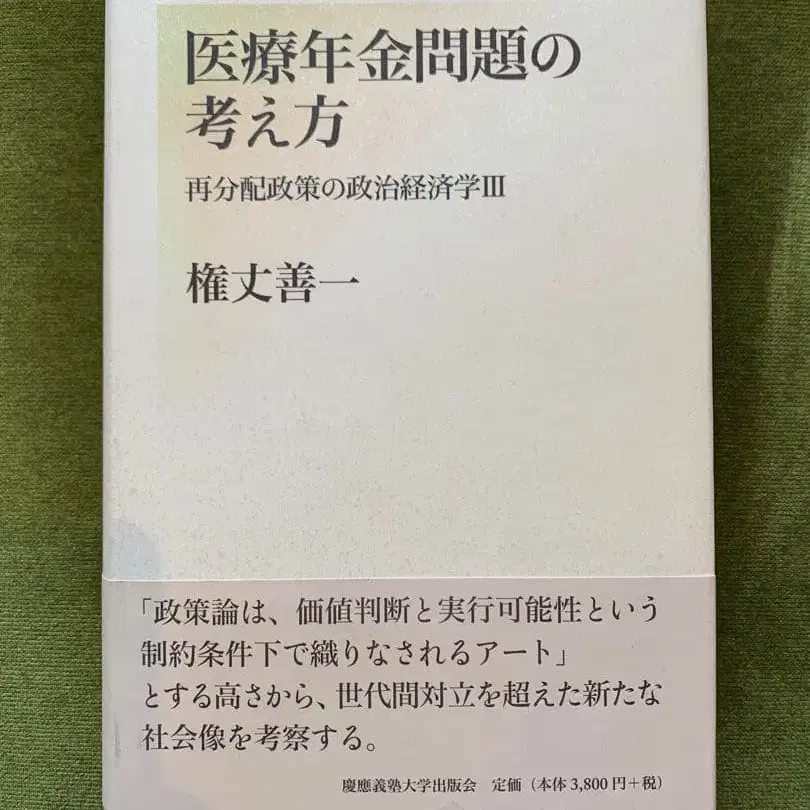 医療年金問題の
考え方
再分配政策の政治経済学III
権丈善一
「政策論は、価値判断と実行可能性という
制約条件下で織りなされるアート」
とする高さから、世代間対立を超えた新たな
社会像を考察する。
慶應義塾大学出版会 定価（本体3,800円＋税）